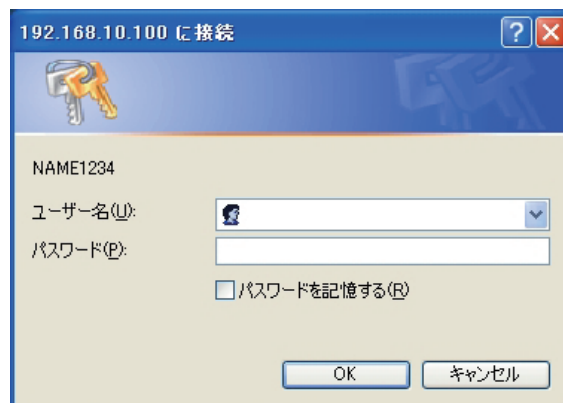 192.168.10.100 に接続
NAME1234
ユーザー名(U):
パスワード(P):
パスワードを記憶する(R)
OK
キャンセル